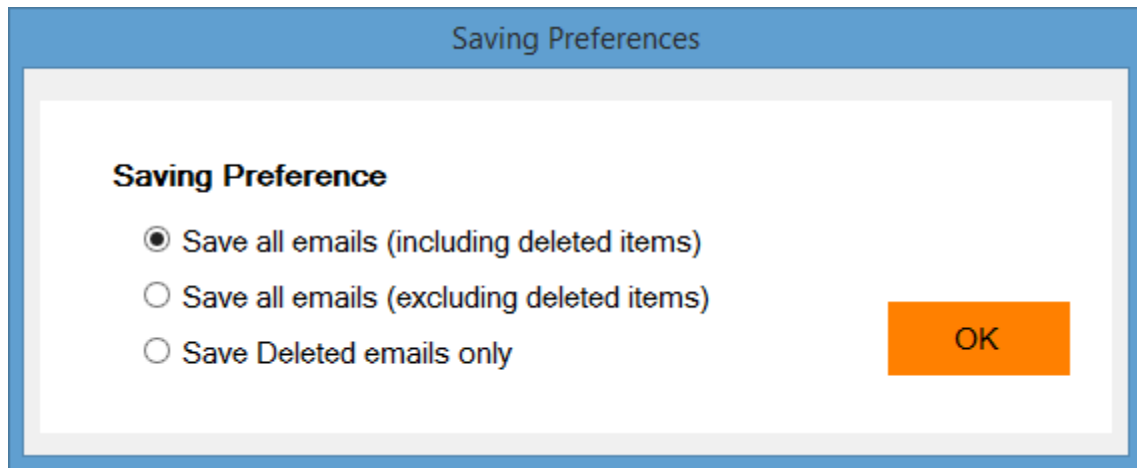 Saving Preferences
Saving Preference
Save all emails (including deleted items)
Save all emails (excluding deleted items)
Save Deleted emails only
OK